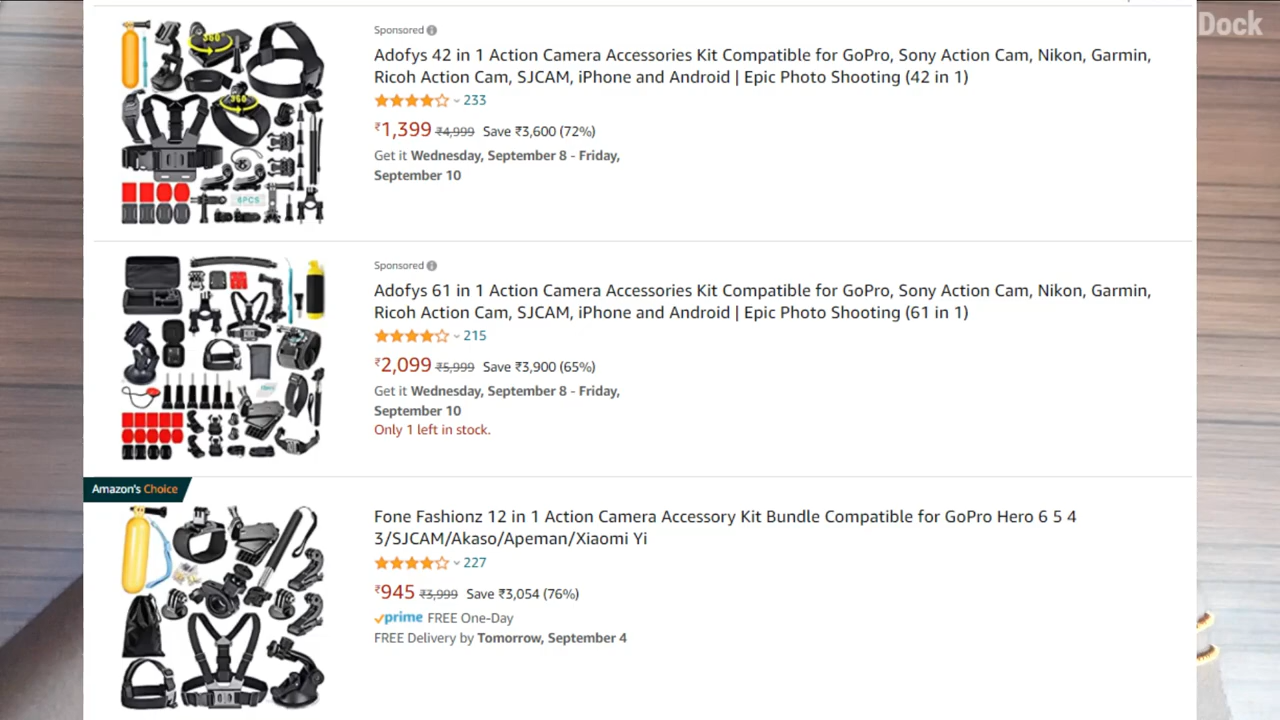 Dock
Sponsored
Adofys 42 in 1 Action Camera Accessories Kit Compatible for GoPro, Sony Action Cam, Nikon, Garmin,
Ricoh Action Cam, SJCAM, iPhone and Android | Epic Photo Shooting (42 in 1)
233
₹1,399 ₹4,999 Save ₹3,600 (72%)
Get it Wednesday, September 8 - Friday,
September 10
360°
360°
6PCS
Sponsored
Adofys 61 in 1 Action Camera Accessories Kit Compatible for GoPro, Sony Action Cam, Nikon, Garmin,
Ricoh Action Cam, SJCAM, iPhone and Android | Epic Photo Shooting (61 in 1)
215
₹2,099 ₹5,999 Save ₹3,900 (65%)
Get it Wednesday, September 8 - Friday,
September 10
Only 1 left in stock.
Amazon's Choice
Fone Fashionz 12 in 1 Action Camera Accessory Kit Bundle Compatible for GoPro Hero 6 5 4
3/SJCAM/Akaso/Apeman/Xiaomi Yi
227
₹945 ₹3,999 Save ₹3,054 (76%)
prime FREE One-Day
FREE Delivery by Tomorrow, September 4